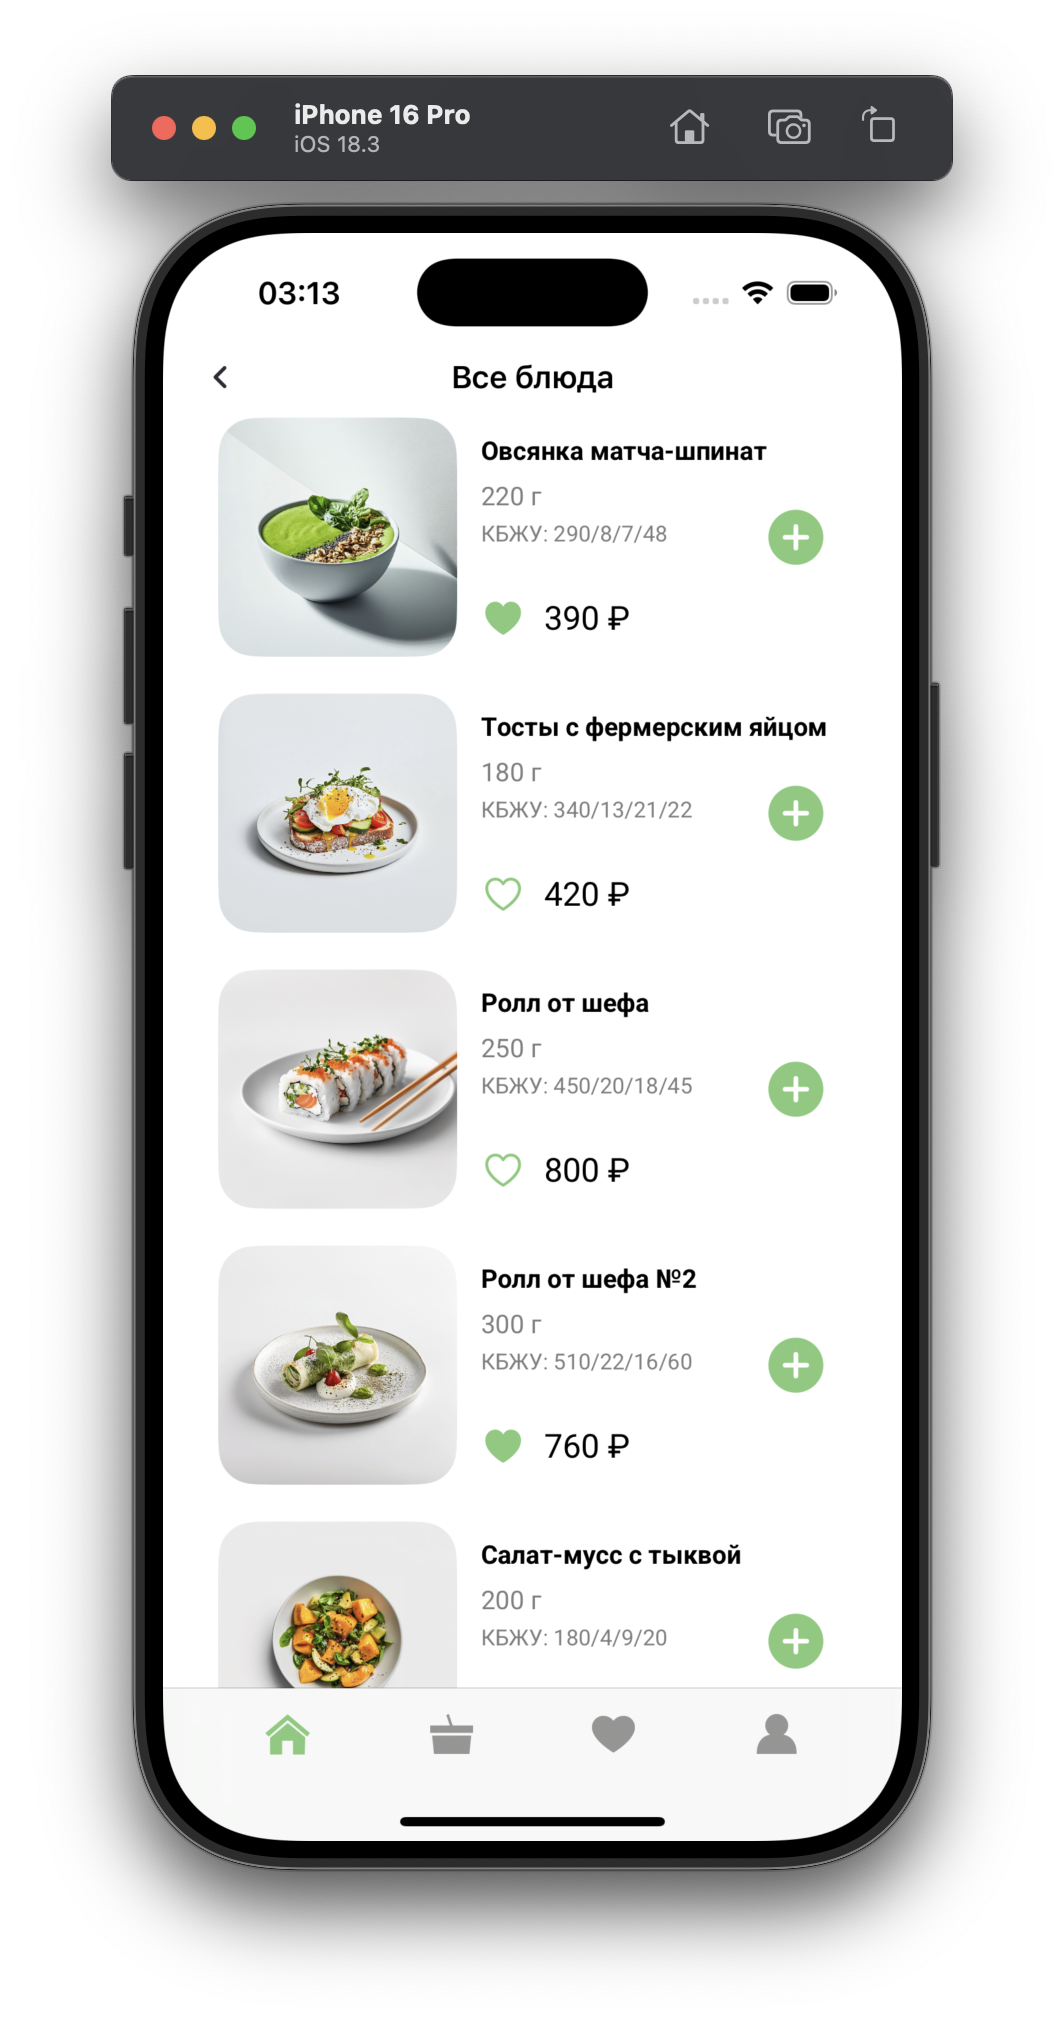 iPhone 16 Pro
iOS 18.3
03:13
Все блюда
Овсянка матча-шпинат
220 г
КБЖУ: 290/8/7/48
390 ₽
Тосты с фермерским яйцом
180 г
КБЖУ: 340/13/21/22
420 ₽
Ролл от шефа
250 г
КБЖУ: 450/20/18/45
800 ₽
Ролл от шефа №2
300 г
КБЖУ: 510/22/16/60
760 ₽
Салат-мусс с тыквой
200 г
КБЖУ: 180/4/9/20